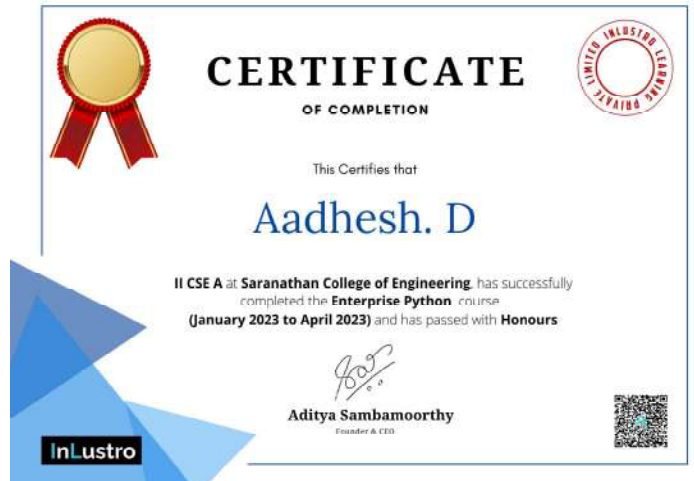 INLUSTRO LEARNING PRIVATE LIMITED
CERTIFICATE
OF COMPLETION
This Certifies that
Aadhesh. D
II CSE A at Saranathan College of Engineering, has successfully
completed the Enterprise Python course
(January 2023 to April 2023) and has passed with Honours
Aditya Sambamoorthy
Founder & CEO
InLustro